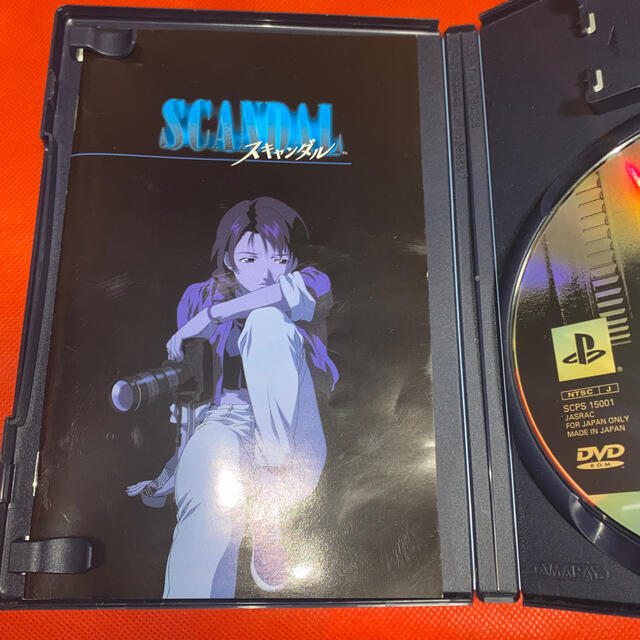 SCANDAL
スキャンダル
TM
NTSC J
SCPS 15001
JASRAC
FOR JAPAN ONLY
MADE IN JAPAN
DVD
ROM
AMARAY